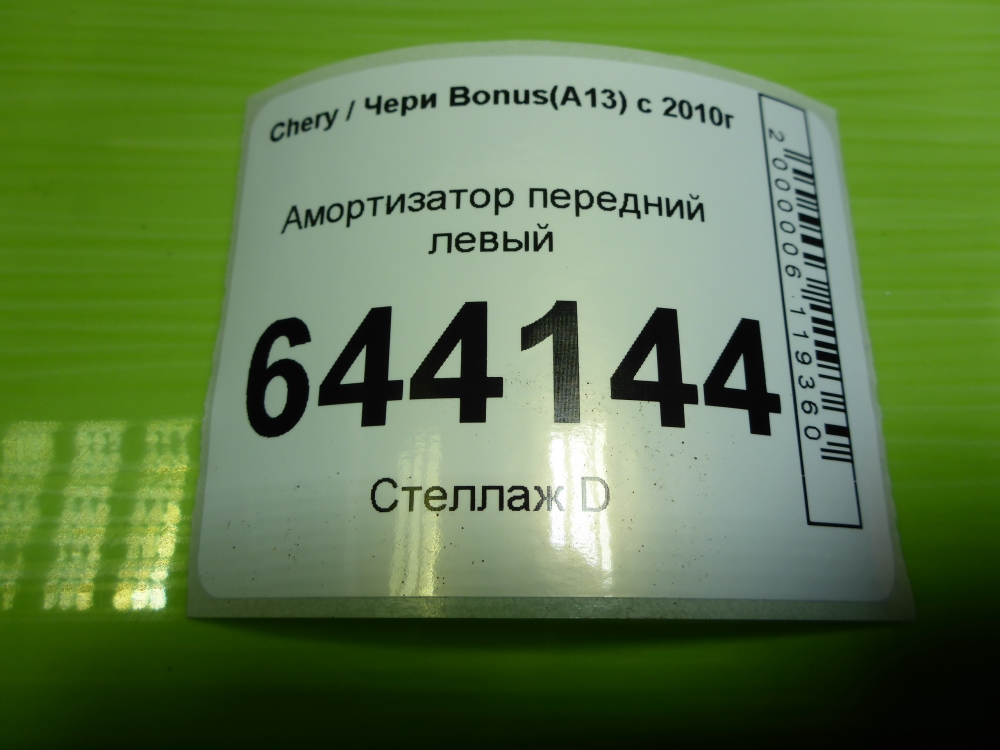 Chery / Чери Bonus(A13) с 2010г
Амортизатор передний
левый
644144
Стеллаж D
2000006119360